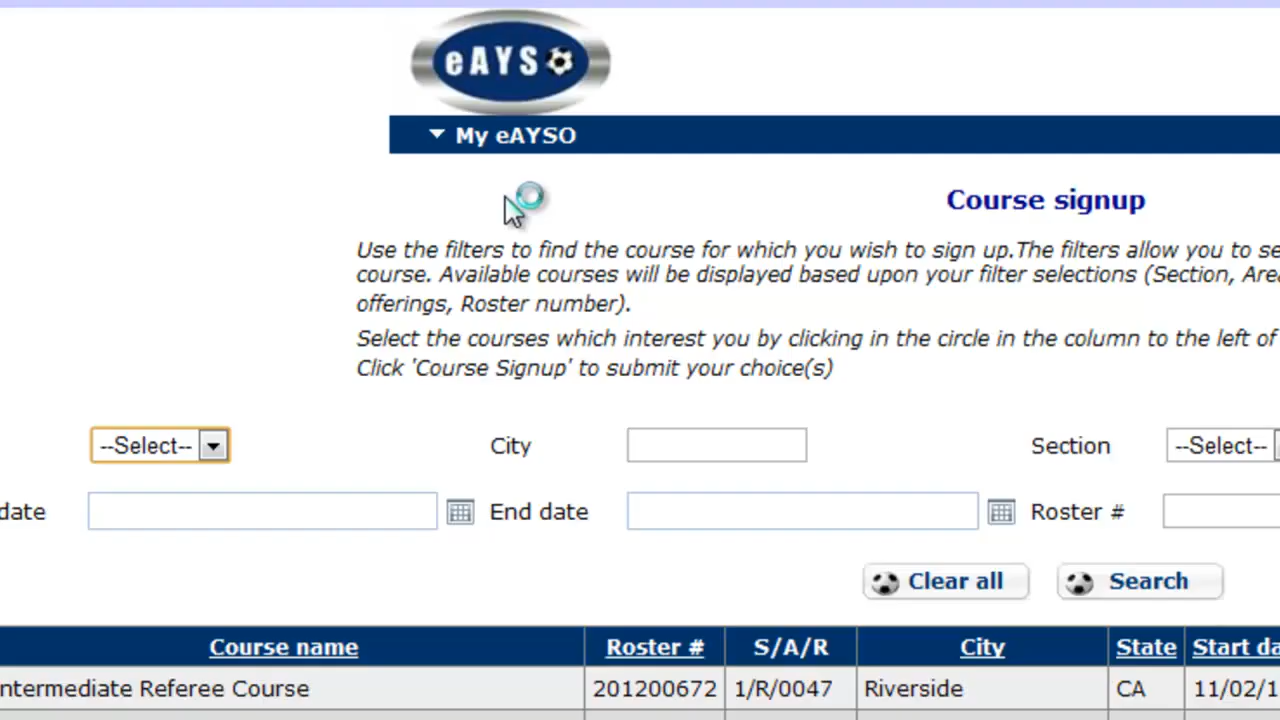 eAYSO
My eAYSO
Course signup
Use the filters to find the course for which you wish to sign up.The filters allow you to se
course. Available courses will be displayed based upon your filter selections (Section, Area
offerings, Roster number).
Select the courses which interest you by clicking in the circle in the column to the left of
Click 'Course Signup' to submit your choice(s)
--Select-- City Section --Select--
date End date Roster #
Clear all Search
Course name Roster # S/A/R City State Start da
ntermediate Referee Course 201200672 1/R/0047 Riverside CA 11/02/1